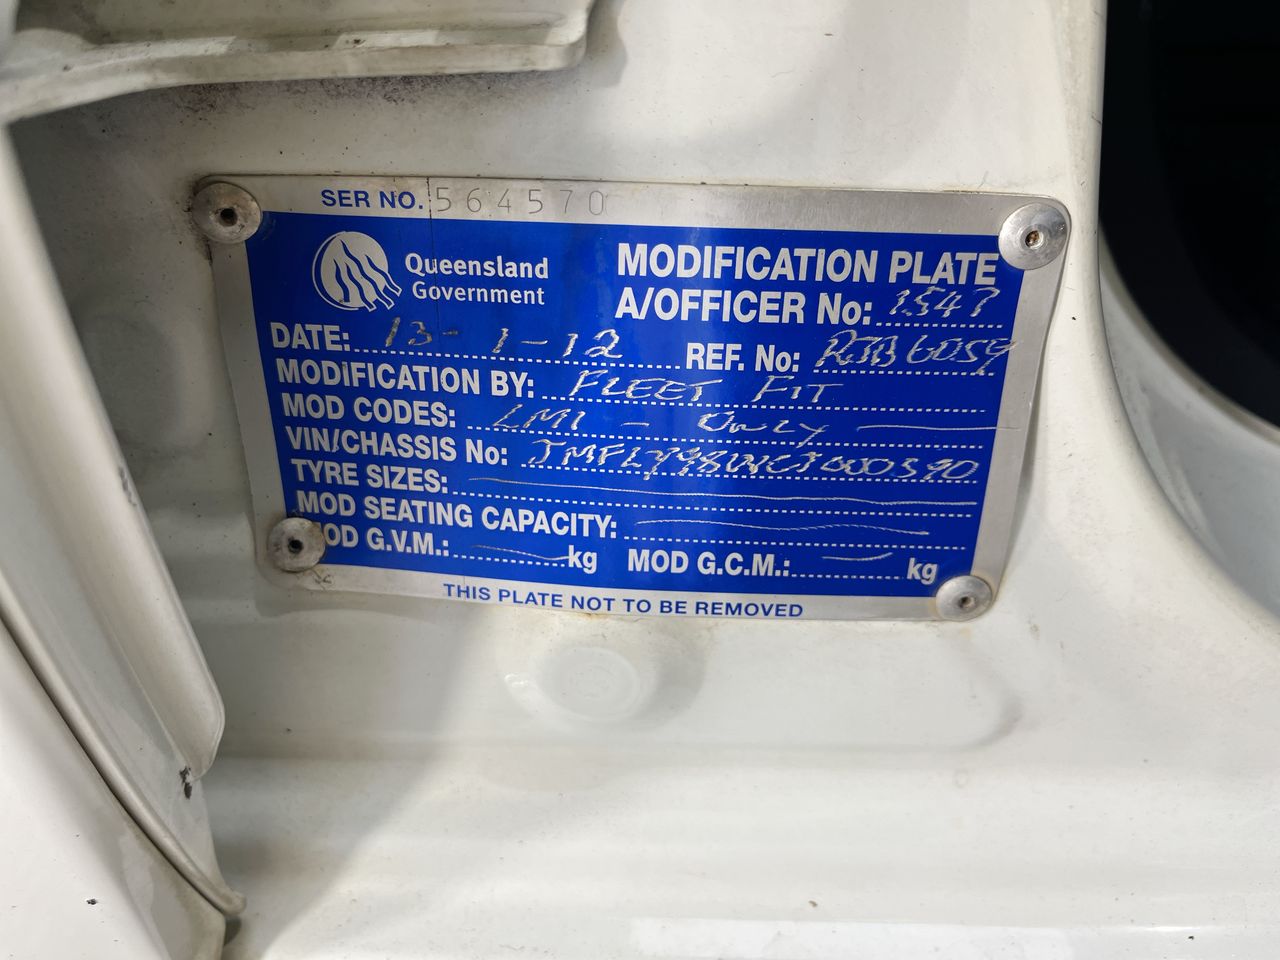 SER NO. 564570
Queensland
Government
MODIFICATION PLATE
A/OFFICER No: 1547
DATE: 13-1-12 REF. No: RJB6059
MODIFICATION BY: FLEET FIT
MOD CODES: LM1 - ONLY
VIN/CHASSIS No: JMFLYV98WCJ000390
TYRE SIZES:
MOD SEATING CAPACITY:
OD G.V.M.: kg MOD G.C.M.: kg
THIS PLATE NOT TO BE REMOVED